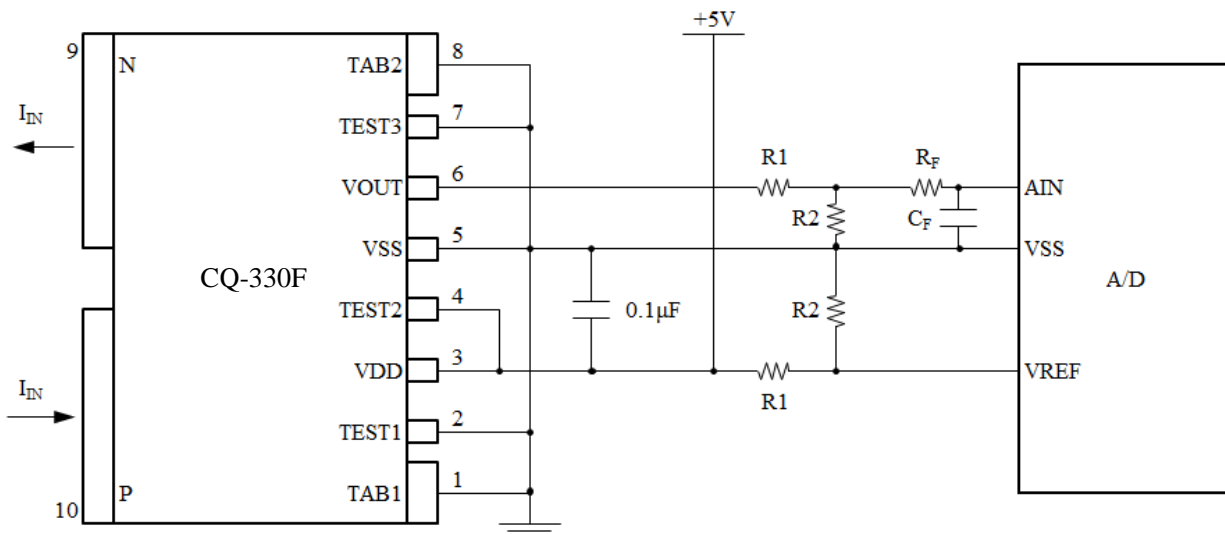 +5V
9
N
TAB2
8
I_IN
TEST3
7
VOUT
6
R1
R_F
AIN
R2
C_F
VSS
5
VSS
CQ-330F
TEST2
4
0.1μF
R2
A/D
VDD
3
R1
VREF
I_IN
TEST1
2
10
P
TAB1
1